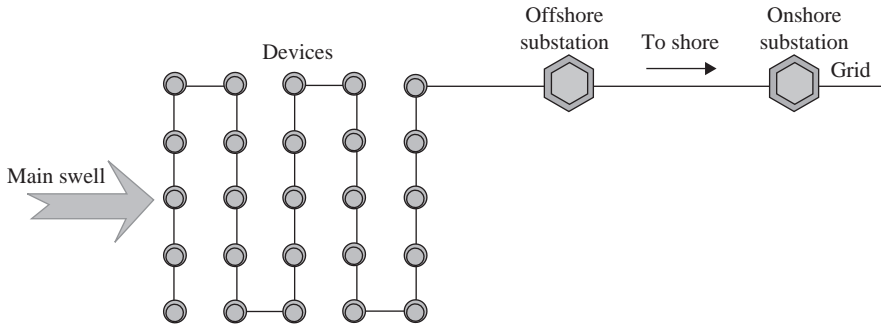 Offshore
substation
To shore
Onshore
substation
Devices
Grid
Main swell